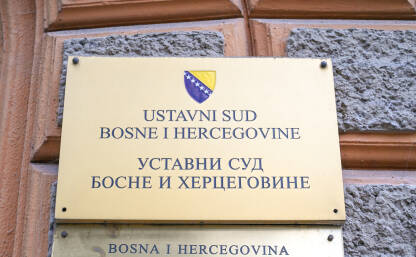 USTAVNI SUD
BOSNE I HERCEGOVINE
УСТАВНИ СУД
БОСНЕ И ХЕРЦЕГОВИНЕ
BOSNA I HERCEGOVINA